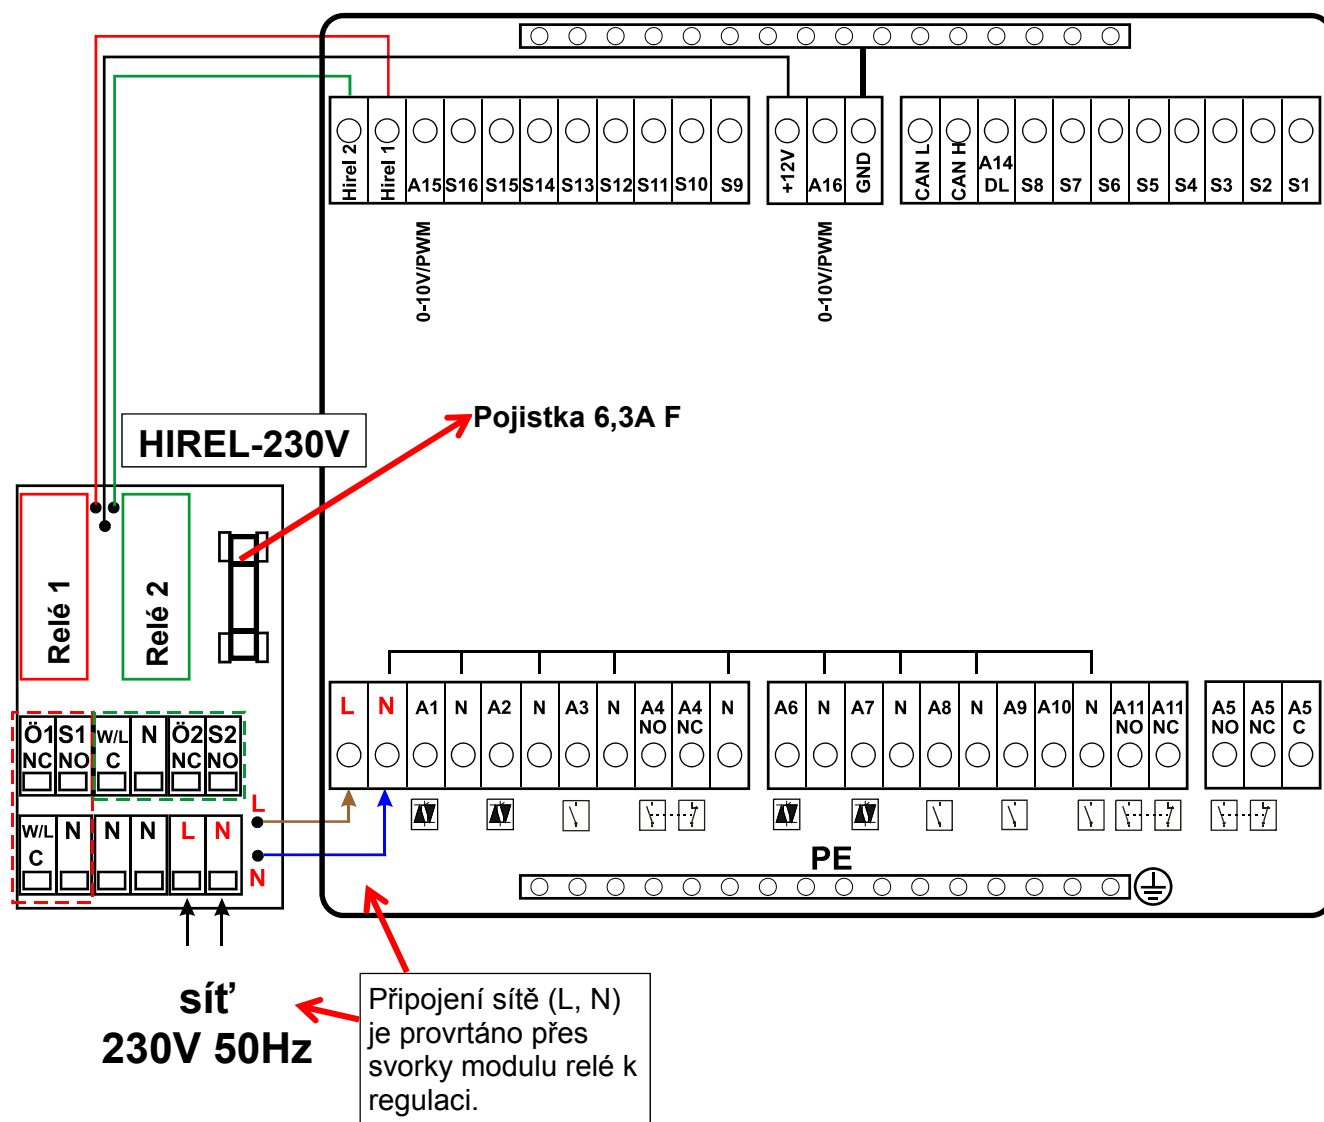 Hirel 2 Hirel 1 A15 S16 S15 S14 S13 S12 S11 S10 S9
+12V A16 GND
CAN L CAN H A14 DL S8 S7 S6 S5 S4 S3 S2 S1
0-10V/PWM
0-10V/PWM
HIREL-230V
Pojistka 6,3A F
Relé 1
Relé 2
L N A1 N A2 N A3 N A4 NO A4 NC N
A6 N A7 N A8 N A9 A10 N A11 NO A11 NC
A5 NO A5 NC A5 C
Ö1 NC S1 NO W/L C N Ö2 NC S2 NO
L
W/L C N N N L N
N
PE
síť
230V 50Hz
Připojení sítě (L, N)
je provrtáno přes
svorky modulu relé k
regulaci.